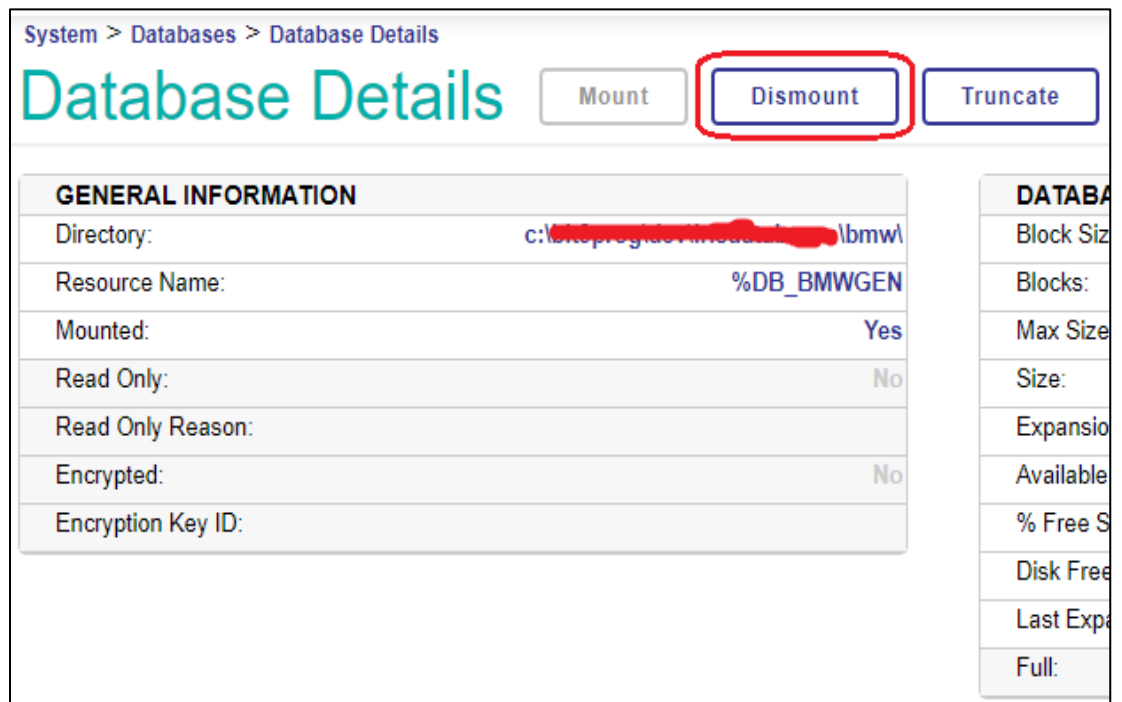 System > Databases > Database Details
Database Details
Mount
Dismount
Truncate
GENERAL INFORMATION
Directory: c:\ \bmw\
Resource Name: %DB_BMWGEN
Mounted: Yes
Read Only: No
Read Only Reason:
Encrypted: No
Encryption Key ID:
DATABA
Block Siz
Blocks:
Max Size
Size:
Expansio
Available
% Free S
Disk Free
Last Expa
Full: